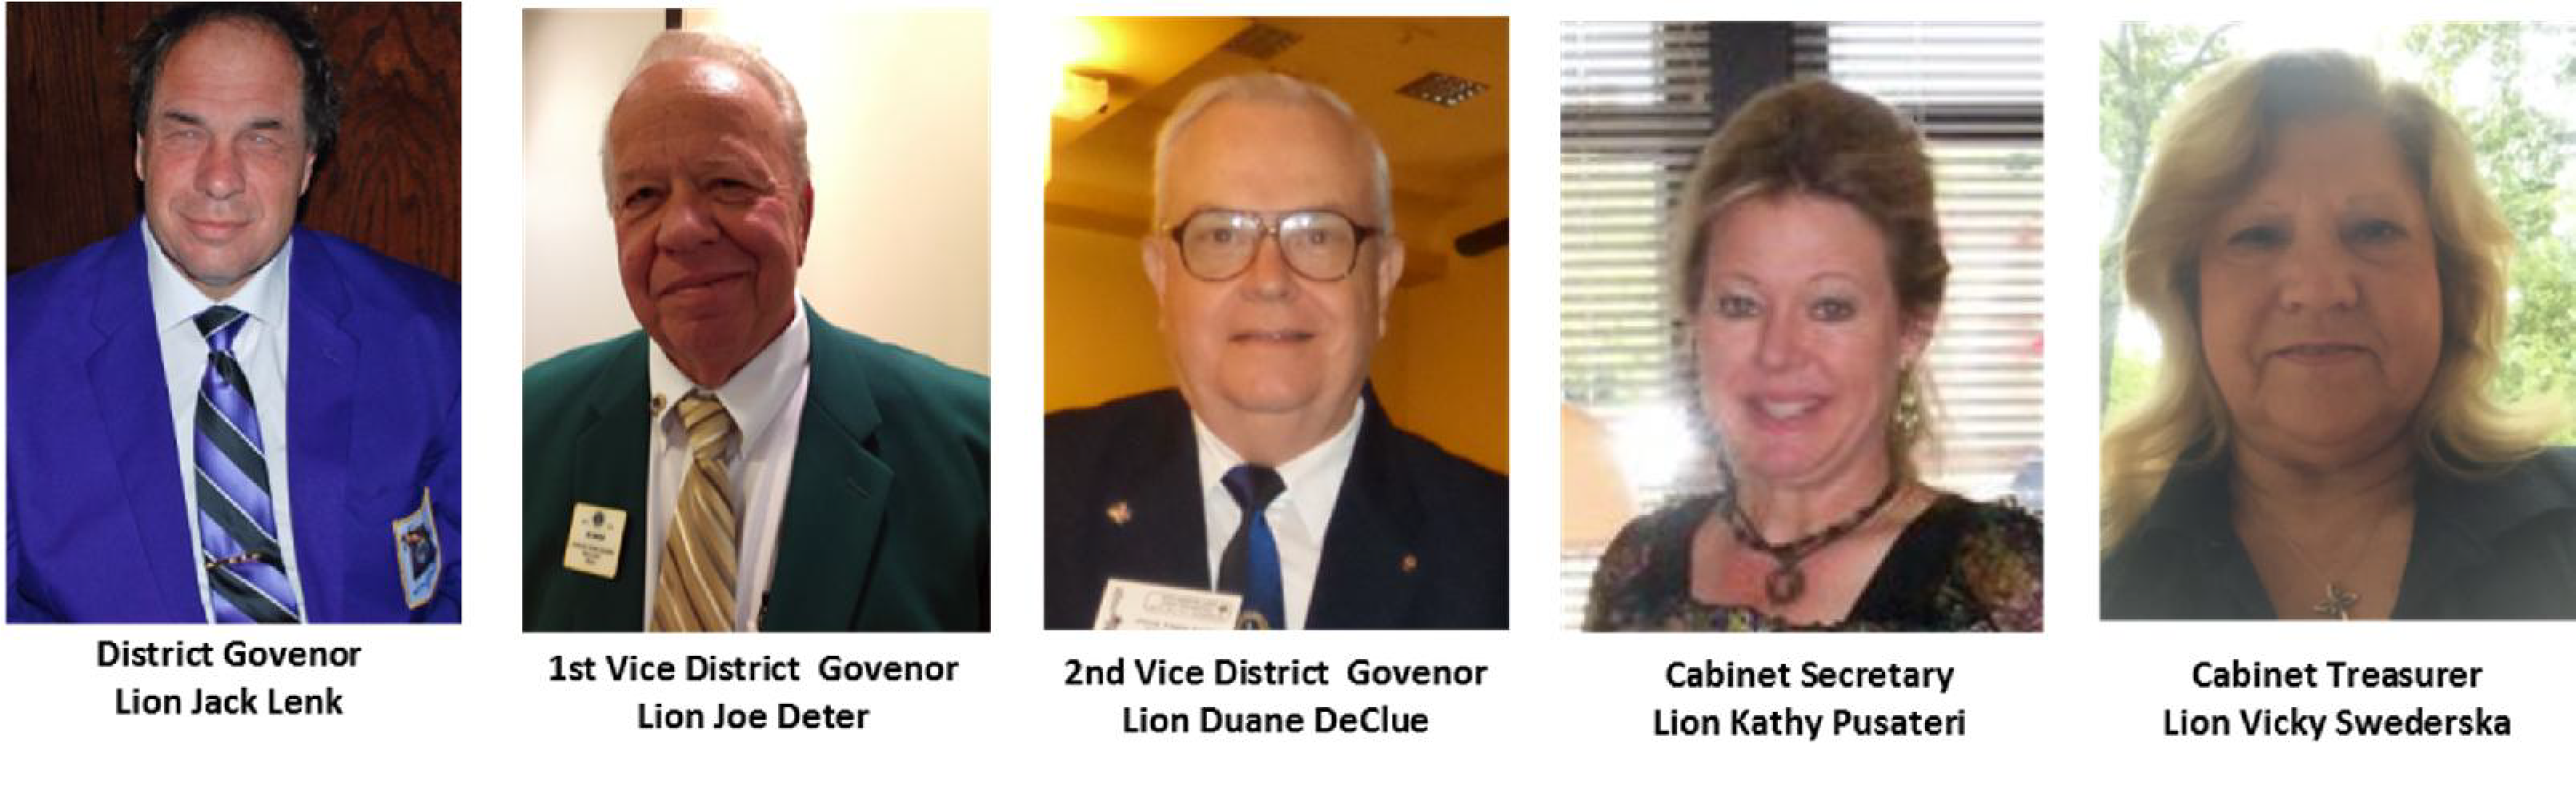 District Govenor
Lion Jack Lenk
1st Vice District  Govenor
Lion Joe Deter
2nd Vice District  Govenor
Lion Duane DeClue
Cabinet Secretary
Lion Kathy Pusateri
Cabinet Treasurer
Lion Vicky Swederska